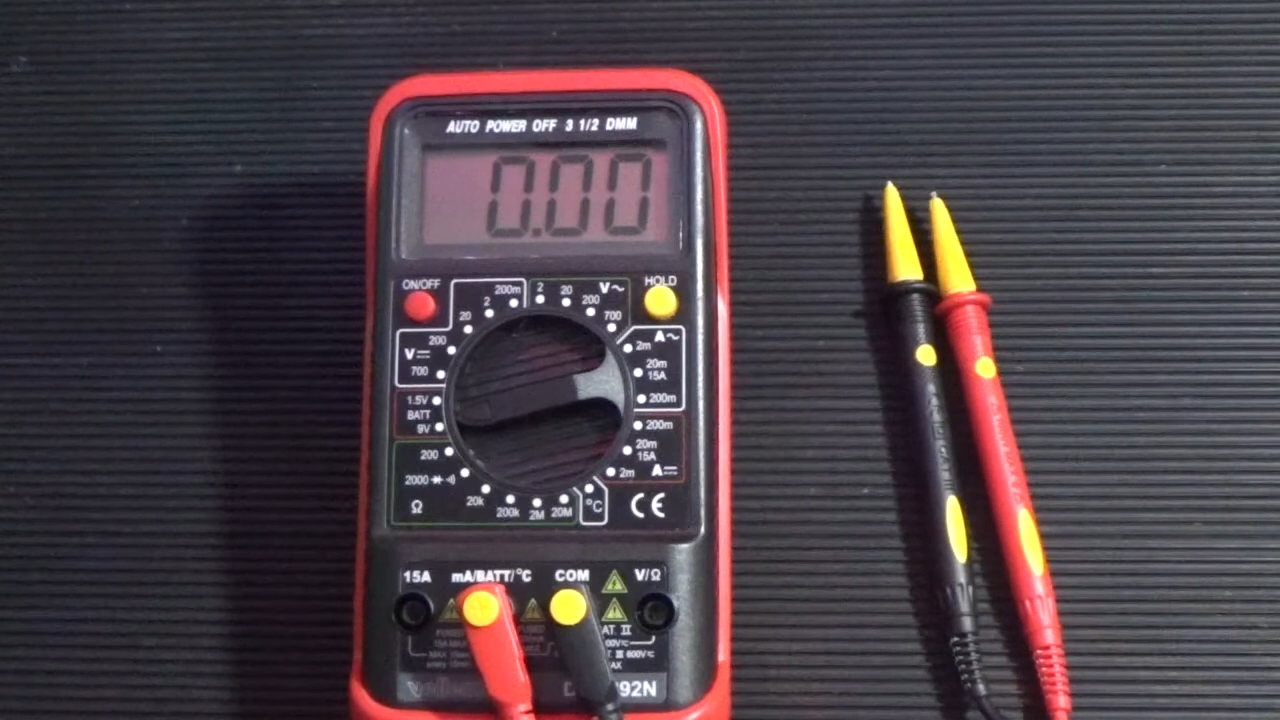 AUTO POWER OFF 3 1/2 DMM
0.00
ON/OFF
HOLD
200m
2
20
200
700
V⎓
2
20
200
700
V~
A~
2m
20m
15A
200m
1.5V
BATT
9V
200m
20m
15A
2m
A⎓
200
2000
20k
200k
2M
20M
Ω
°C
CE
15A
mA/BATT/°C
COM
V/Ω
92N